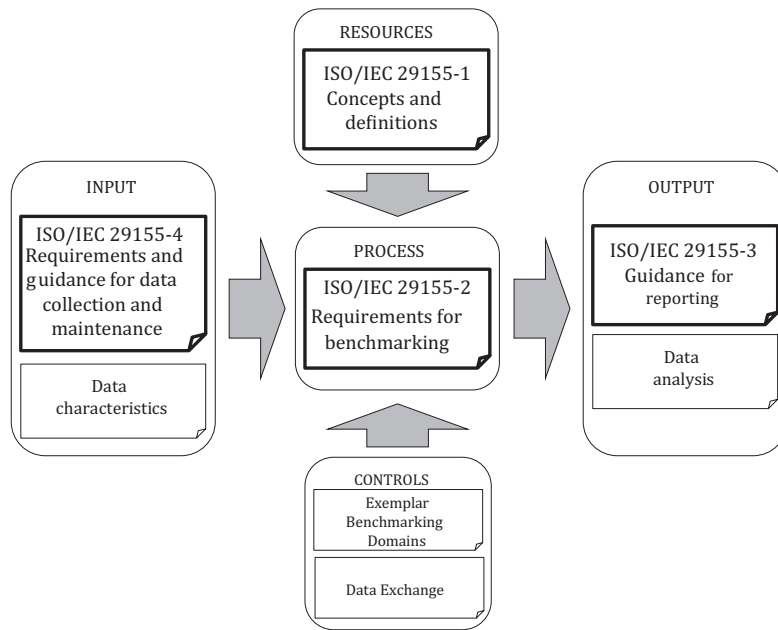 RESOURCES
ISO/IEC 29155-1
Concepts and
definitions
INPUT
ISO/IEC 29155-4
Requirements and
guidance for data
collection and
maintenance
Data
characteristics
PROCESS
ISO/IEC 29155-2
Requirements for
benchmarking
OUTPUT
ISO/IEC 29155-3
Guidance for
reporting
Data
analysis
CONTROLS
Exemplar
Benchmarking
Domains
Data Exchange